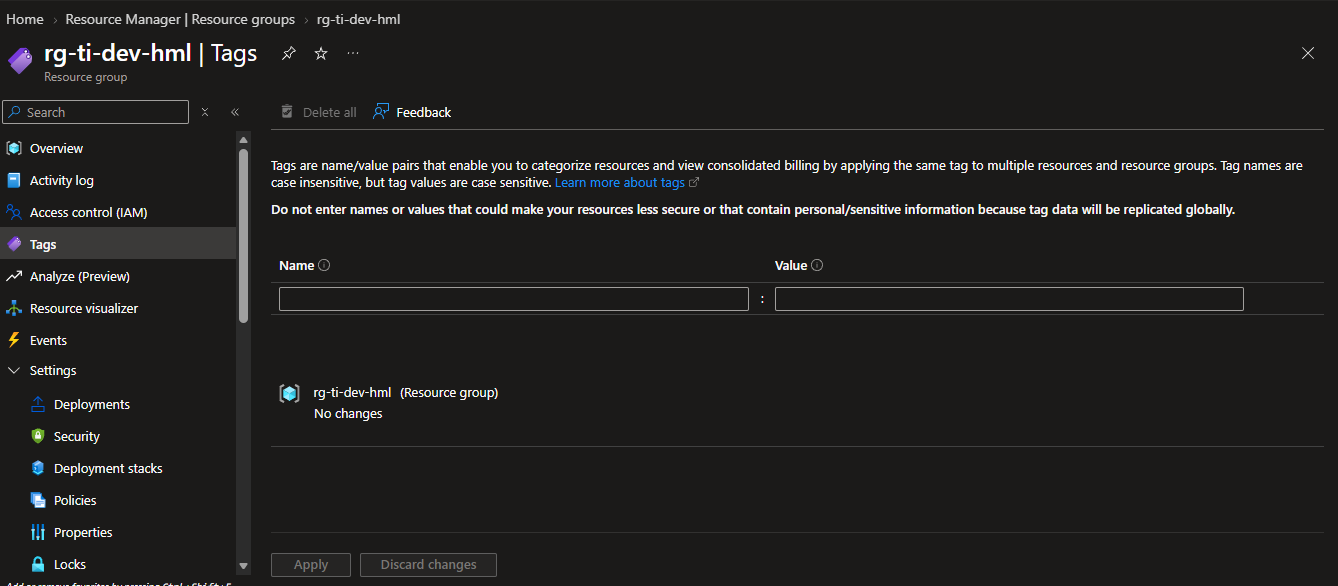 Home > Resource Manager | Resource groups > rg-ti-dev-hml
rg-ti-dev-hml | Tags
Resource group
Search
Delete all
Feedback
Overview
Activity log
Access control (IAM)
Tags
Analyze (Preview)
Resource visualizer
Events
Settings
Deployments
Security
Deployment stacks
Policies
Properties
Locks
Tags are name/value pairs that enable you to categorize resources and view consolidated billing by applying the same tag to multiple resources and resource groups. Tag names are
case insensitive, but tag values are case sensitive. Learn more about tags
Do not enter names or values that could make your resources less secure or that contain personal/sensitive information because tag data will be replicated globally.
Name
Value
:
rg-ti-dev-hml (Resource group)
No changes
Apply
Discard changes